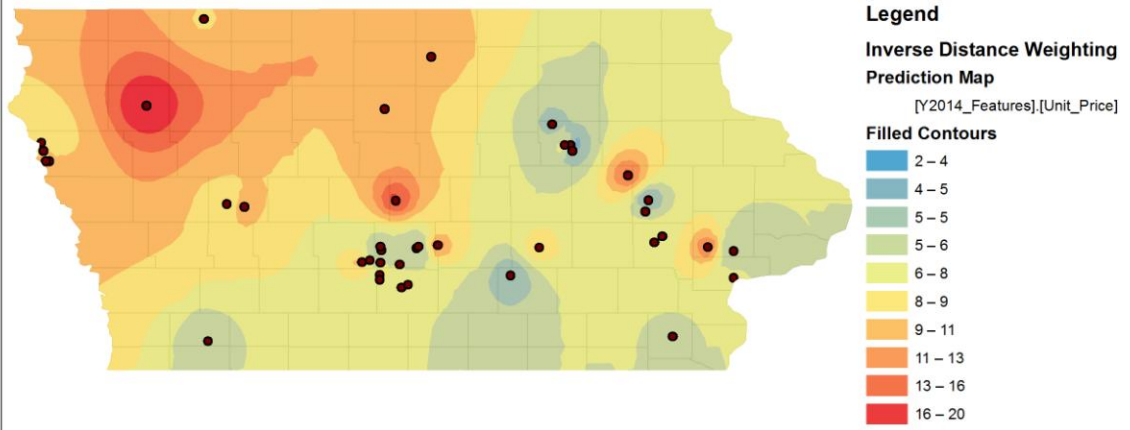 Legend
Inverse Distance Weighting
Prediction Map
[Y2014_Features].[Unit_Price]
Filled Contours
2 – 4
4 – 5
5 – 5
5 – 6
6 – 8
8 – 9
9 – 11
11 – 13
13 – 16
16 – 20